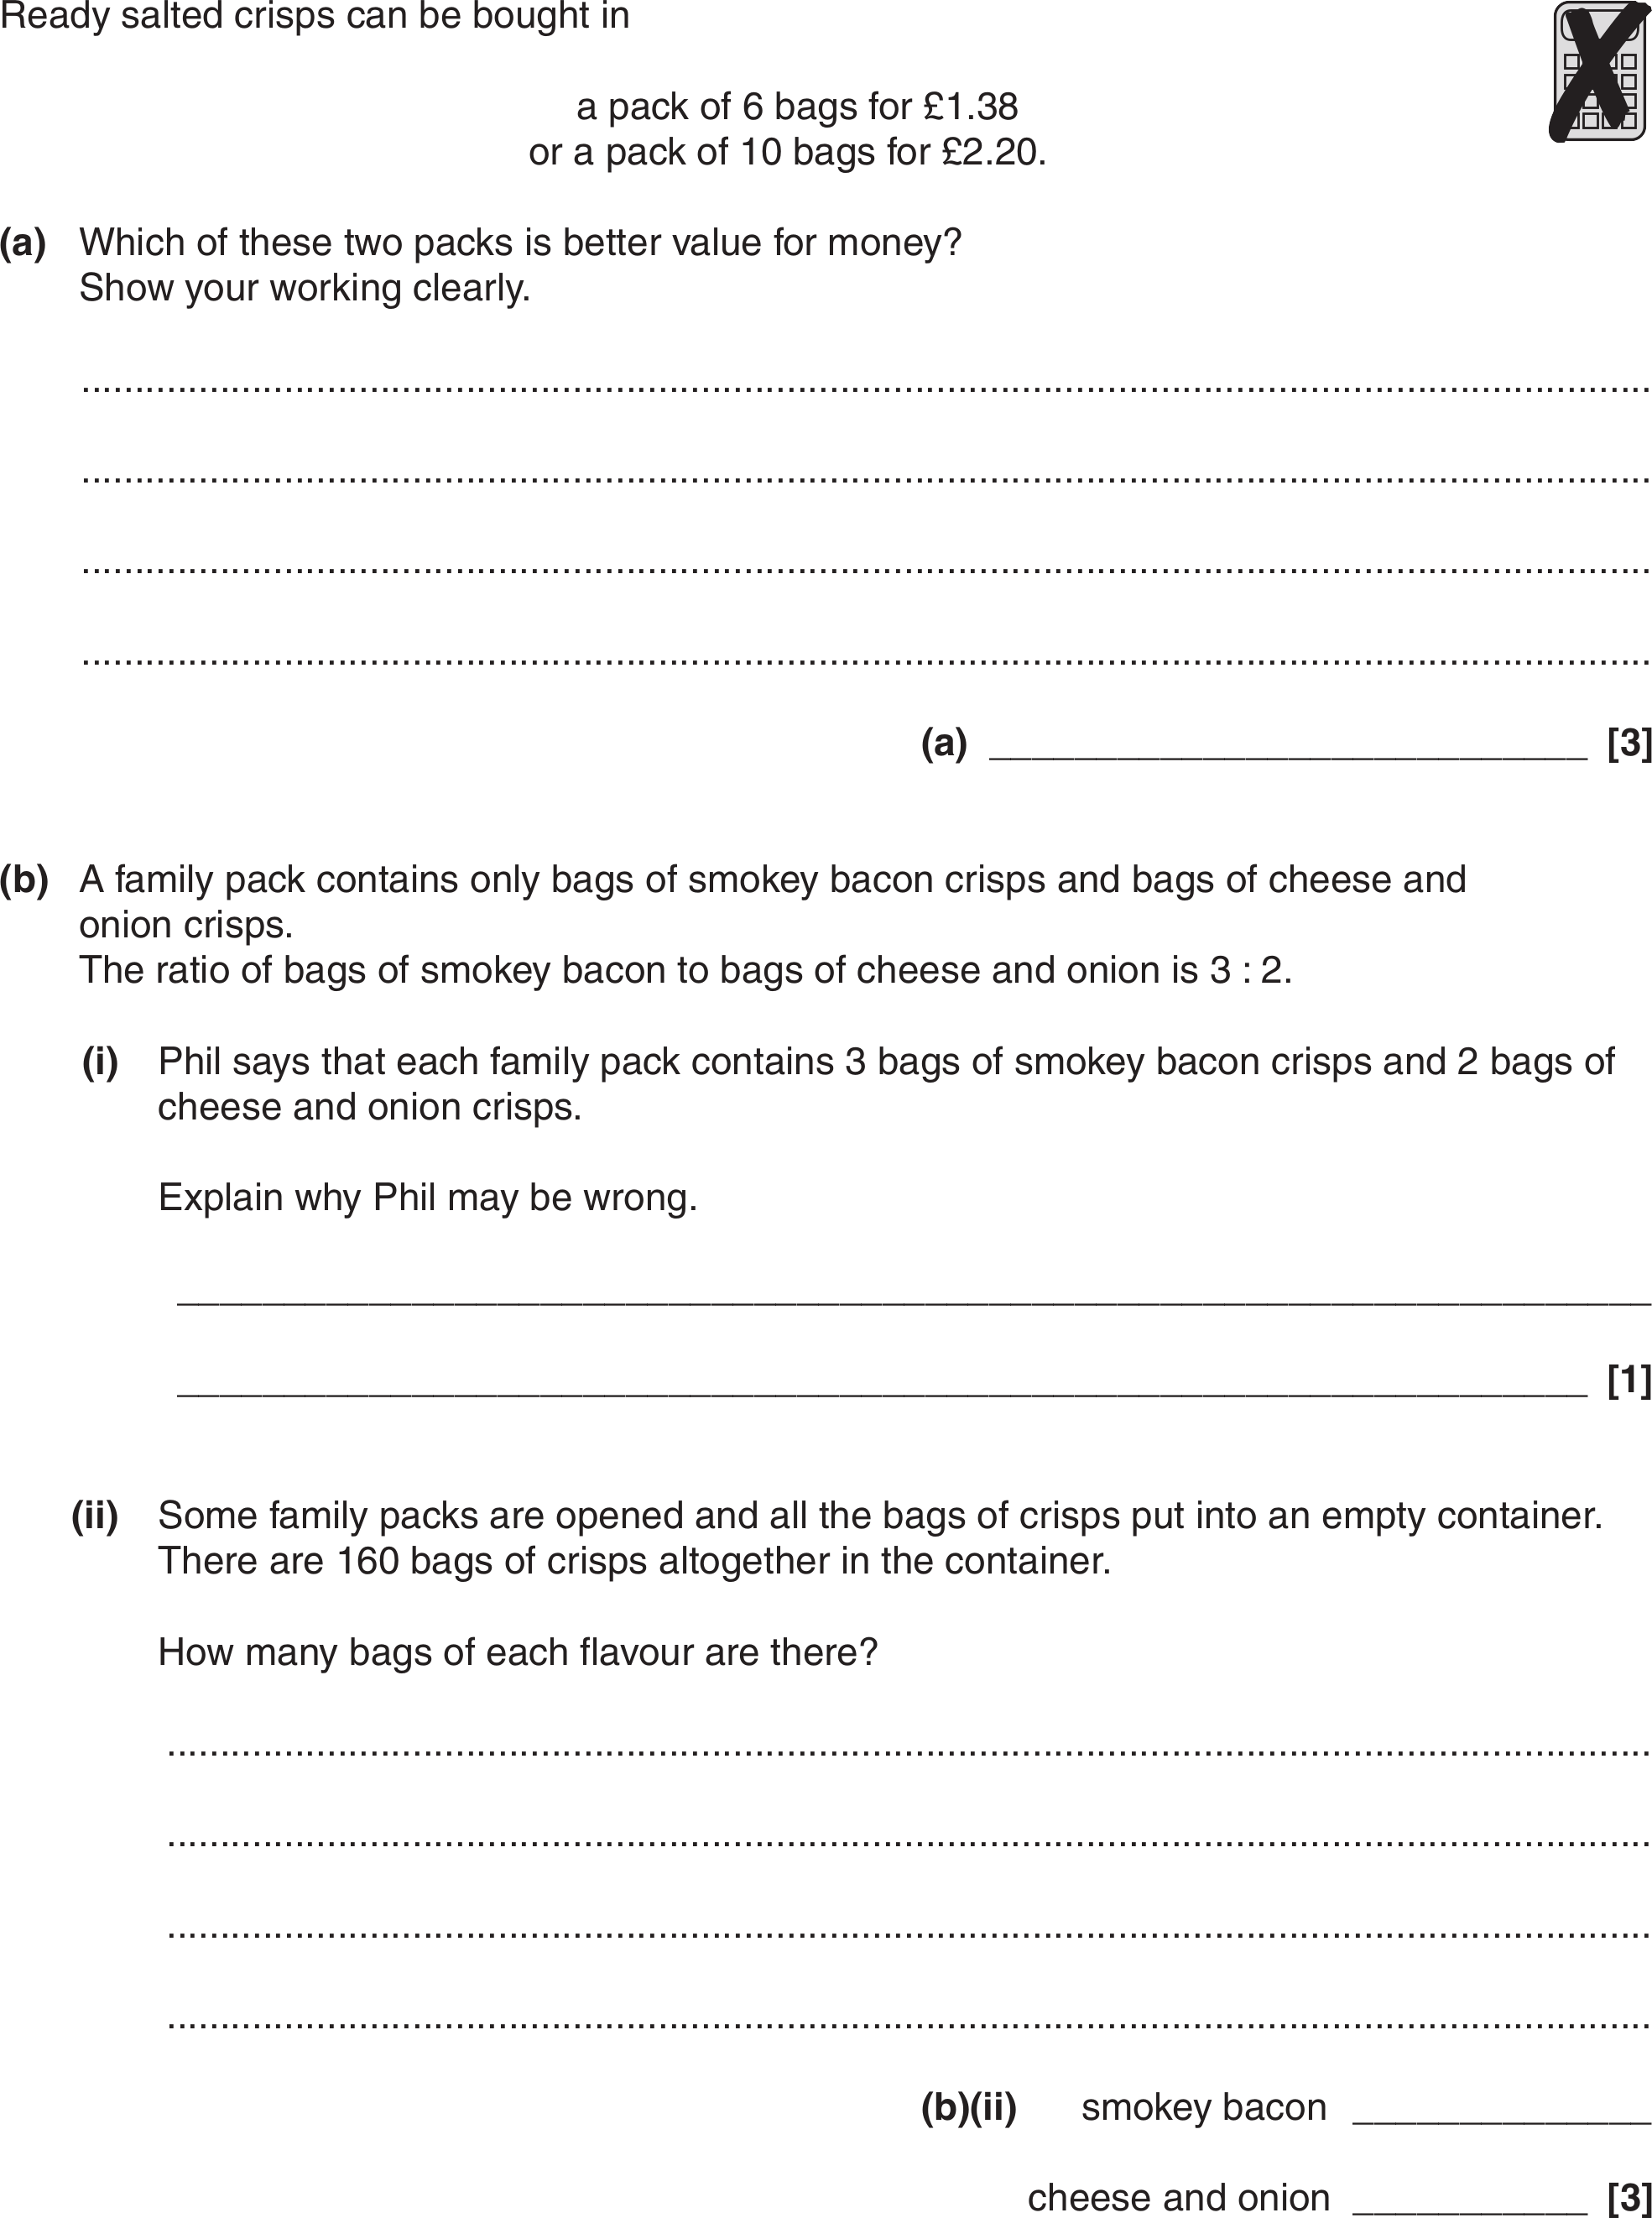 Ready salted crisps can be bought in
a pack of 6 bags for £1.38
or a pack of 10 bags for £2.20.
(a) Which of these two packs is better value for money?
Show your working clearly.
(a) ____________________________ [3]
(b) A family pack contains only bags of smokey bacon crisps and bags of cheese and
onion crisps.
The ratio of bags of smokey bacon to bags of cheese and onion is 3 : 2.
(i) Phil says that each family pack contains 3 bags of smokey bacon crisps and 2 bags of
cheese and onion crisps.
Explain why Phil may be wrong.
[1]
(ii) Some family packs are opened and all the bags of crisps put into an empty container.
There are 160 bags of crisps altogether in the container.
How many bags of each flavour are there?
(b)(ii) smokey bacon ______________
cheese and onion ___________ [3]